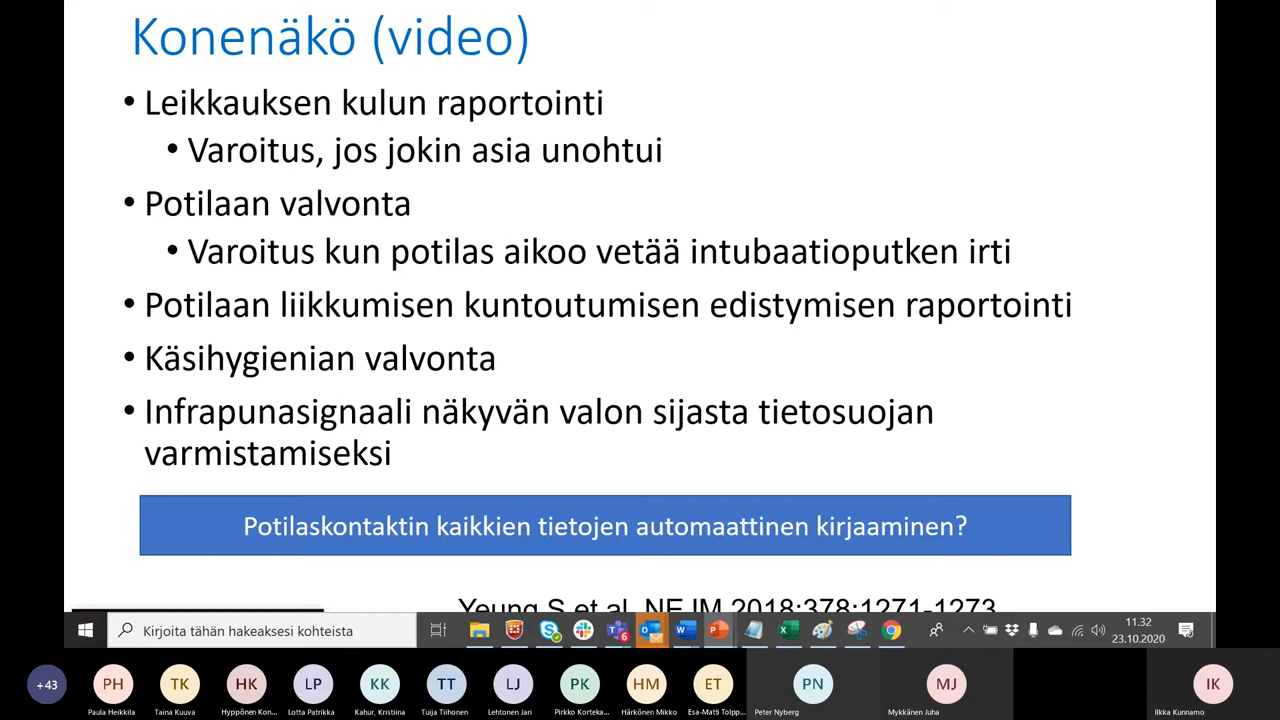 Konenäkö (video)
• Leikkauksen kulun raportointi
• Varoitus, jos jokin asia unohtui
• Potilaan valvonta
• Varoitus kun potilas aikoo vetää intubaatioputken irti
• Potilaan liikkumisen kuntoutumisen edistymisen raportointi
• Käsihygienian valvonta
• Infrapunasignaali näkyvän valon sijasta tietosuojan
varmistamiseksi
Potilaskontaktin kaikkien tietojen automaattinen kirjaaminen?
Yeung S et al. NEJM 2018;378:1271-1273
Kirjoita tähän hakeaksesi kohteista
6
11.32
23.10.2020
+43 PH TK HK LP KK TT LJ PK HM ET PN MJ IK
Paula Heikkila Taina Kuuva Hyppönen Kon... Lotta Patrikka Kahur, Kristiina Tuija Tiihonen Lehtonen Jari Pirkko Korteka... Härkönen Mikko Esa-Matti Tolpp... Peter Nyberg Mykkänen Juha Ilkka Kunnamo